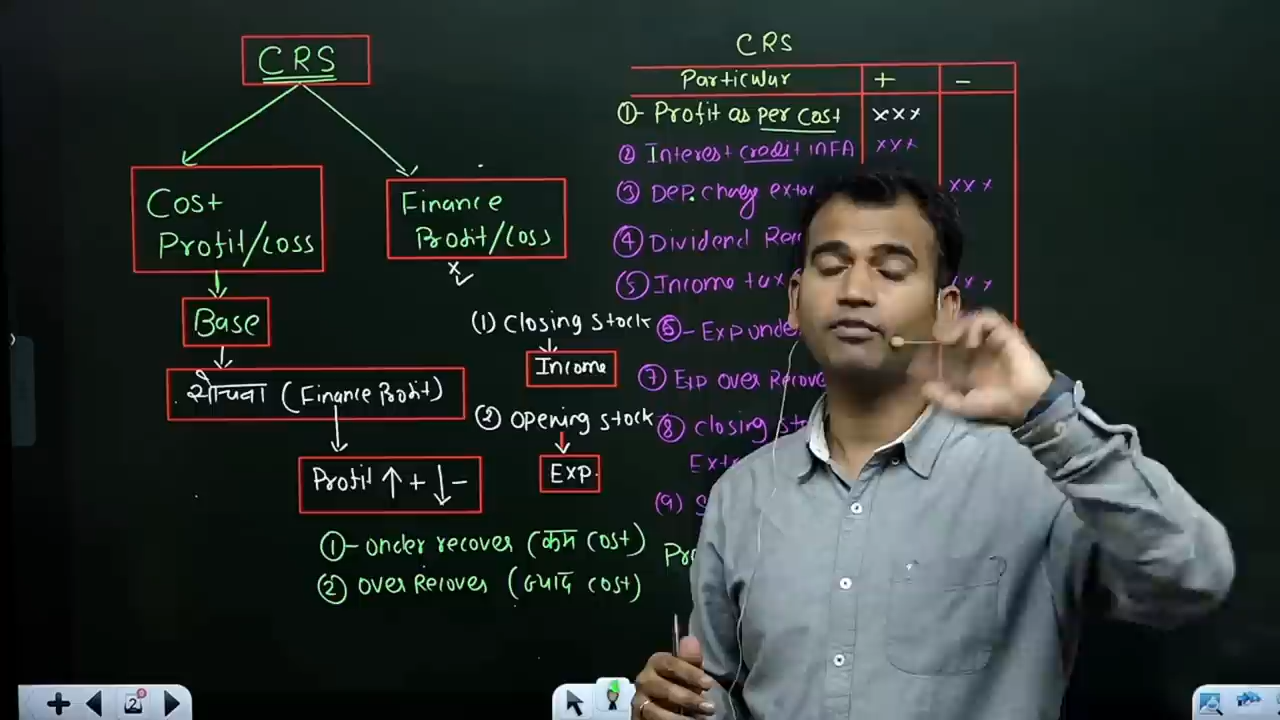 CRS
Cost
Profit/Loss
Finance
Profit/Loss
Base
सोचना (Finance Profit)
Profit ↑ + ↓ -
(1) Closing Stock
Income
(2) Opening Stock
Exp.
①- Under recover (कम Cost)
② Over Recover (ज्यादा Cost)
CRS
Particular + -
①- Profit as per Cost xxx
② Interest credit in FA xxx
③ Dep. charge xxx
④ Dividend
⑤ Income tax
⑥- Exp under
⑦ Exp over Recove
⑧ closing
(9)
2